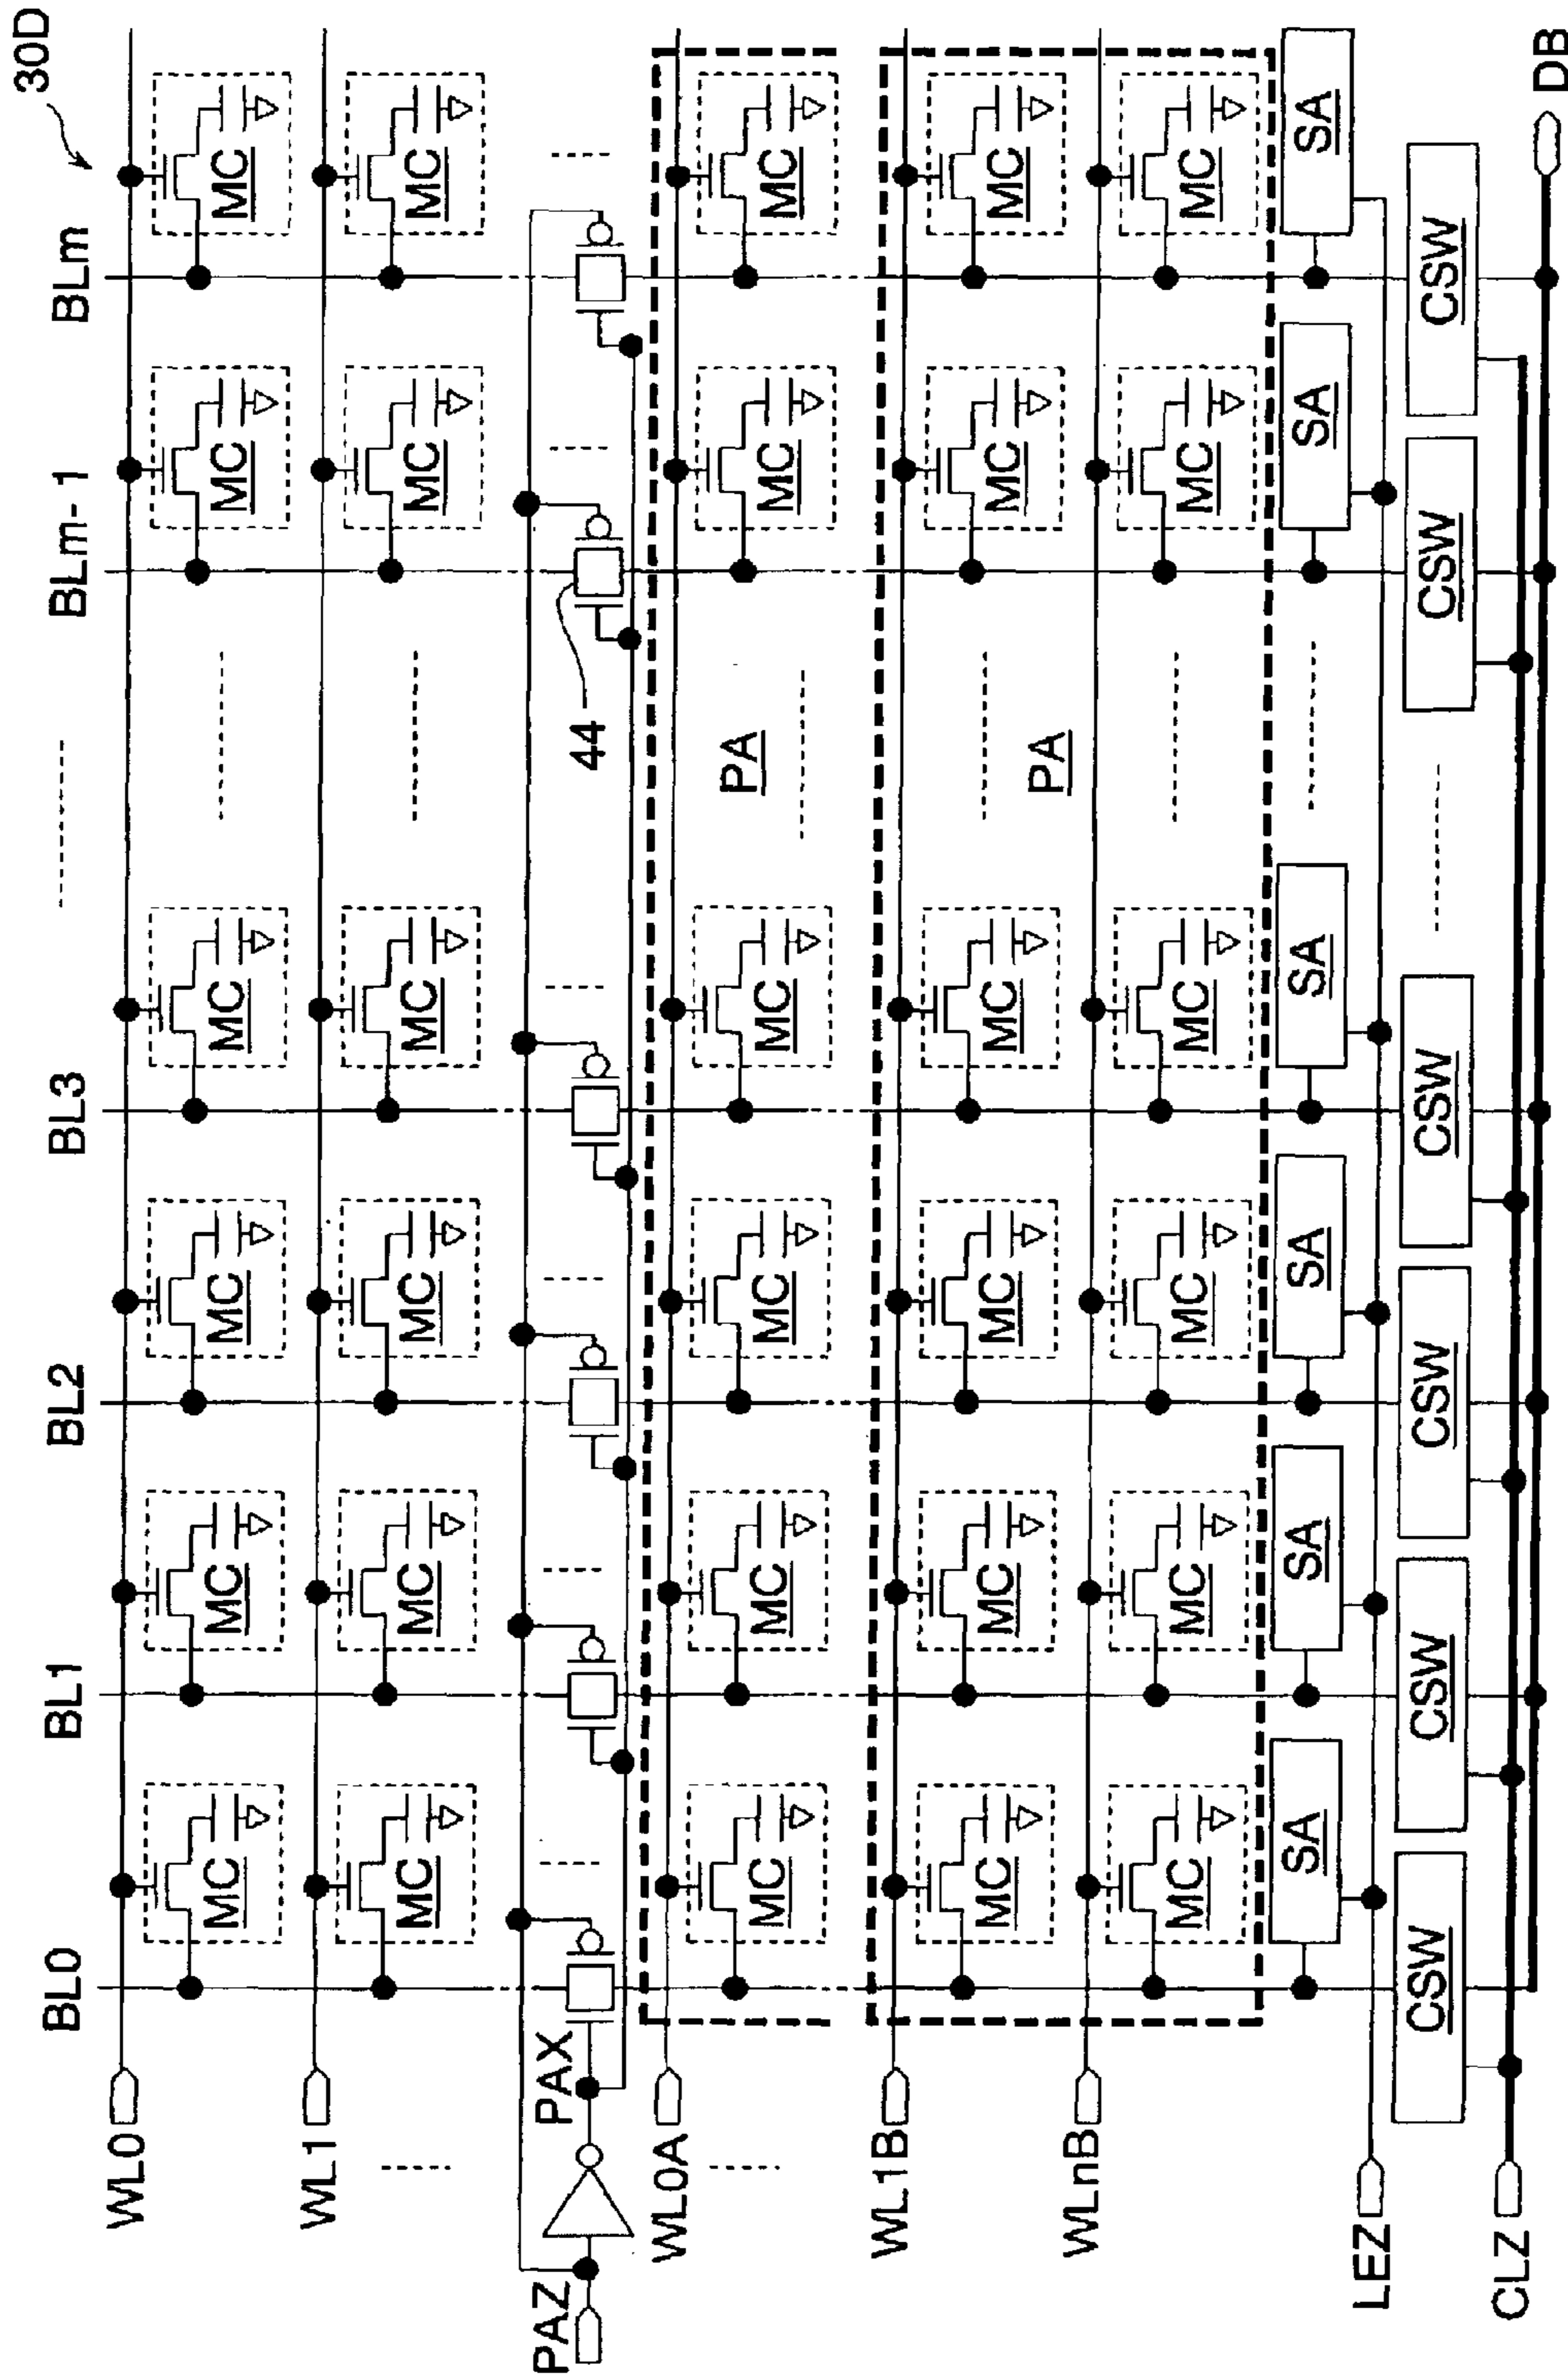 30D
BL0 BL1 BL2 BL3 BLm-1 BLm
WL0
MC MC MC MC MC MC
WL1
MC MC MC MC MC MC
PAZ
PAX
44
WL0A
MC MC MC MC MC MC
PA
WL1B
MC MC MC MC MC MC
PA
WLnB
MC MC MC MC MC MC
SA SA SA SA SA SA
LEZ
CSW CSW CSW CSW CSW CSW
CLZ
DB